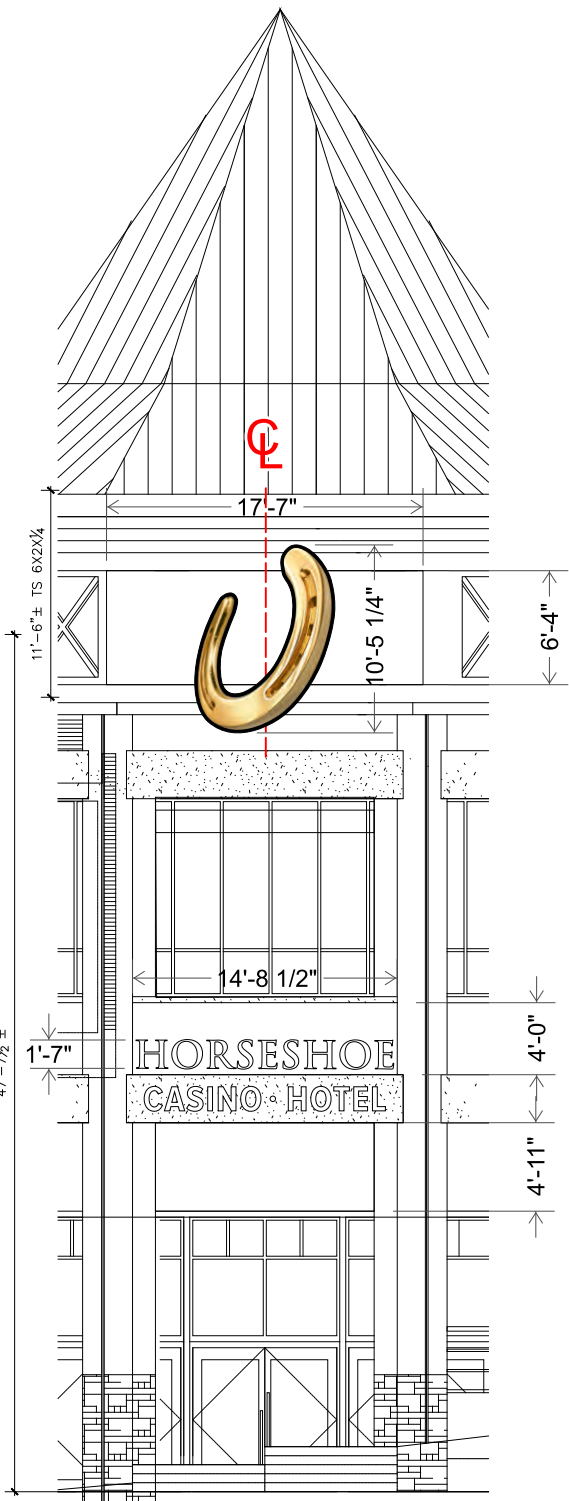 ℄
17'-7"
11'-6"± TS 6X2X¼
10'-5 1/4"
6'-4"
14'-8 1/2"
1'-7"
HORSESHOE
4'-0"
CASINO HOTEL
4'-11"